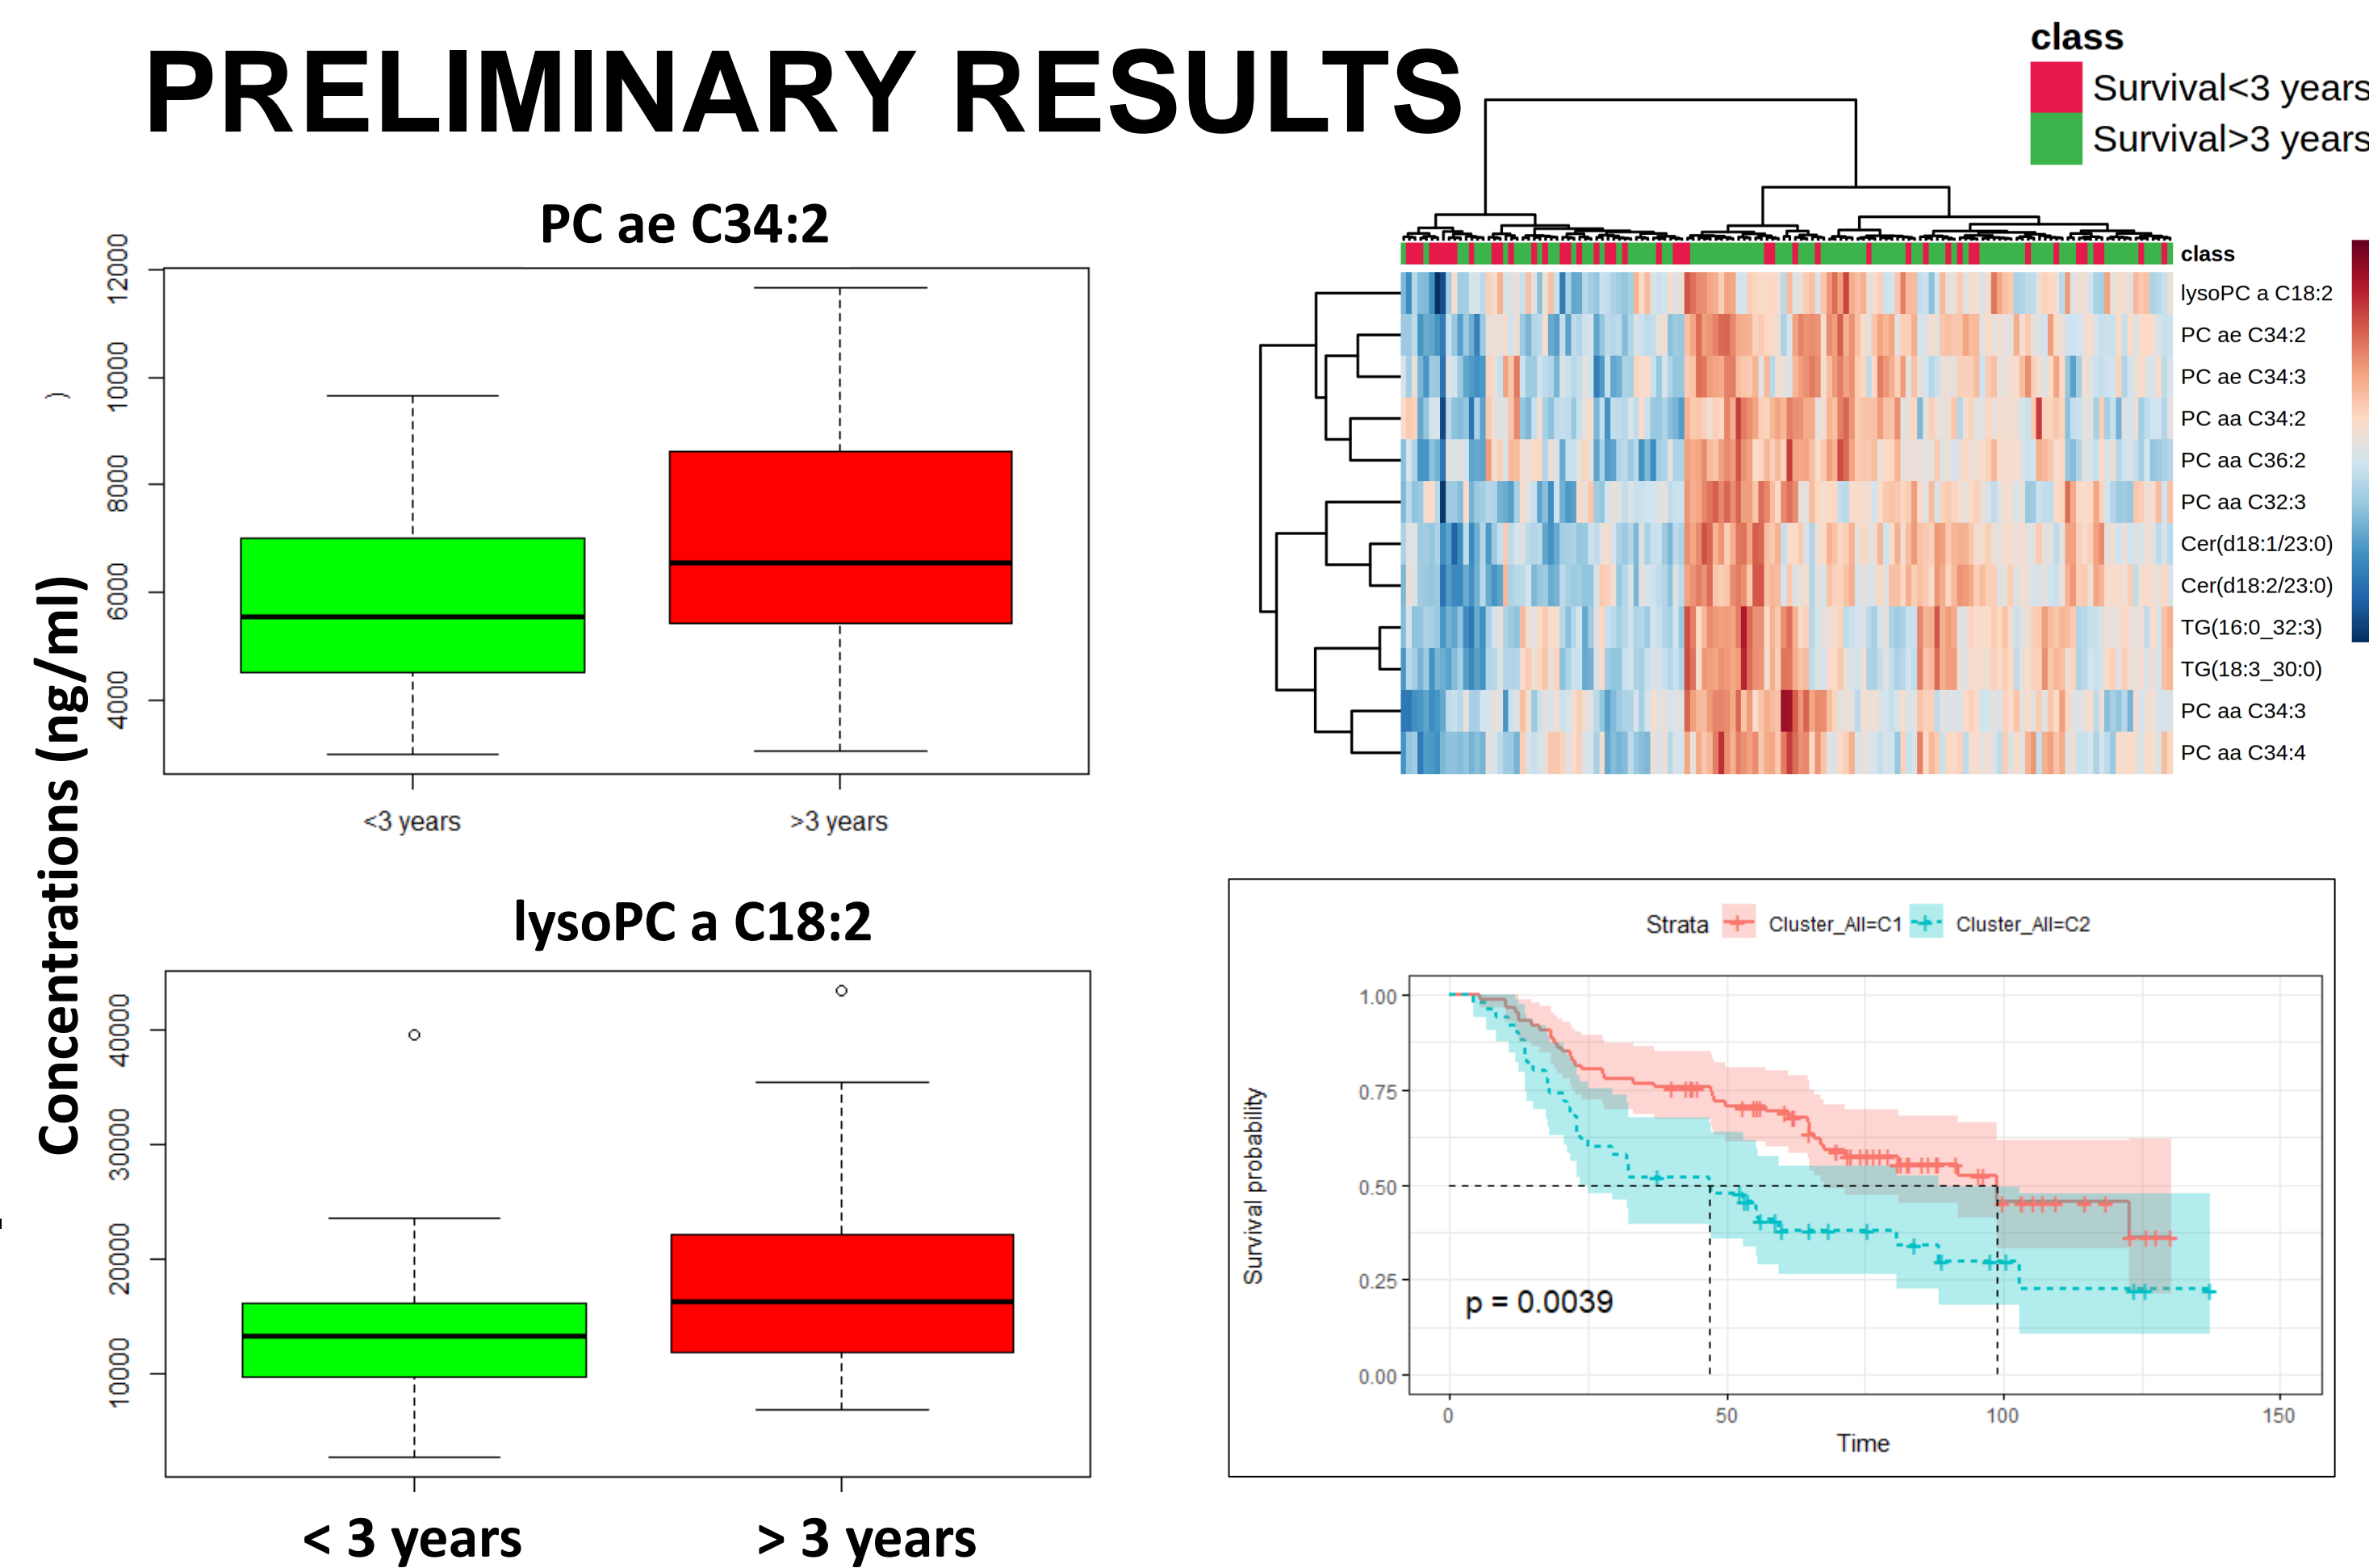 PRELIMINARY RESULTS
class
Survival<3 years
Survival>3 years
Concentrations (ng/ml)
)
PC ae C34:2
12000
10000
8000
6000
4000
<3 years
>3 years
class
lysoPC a C18:2
PC ae C34:2
PC ae C34:3
PC aa C34:2
PC aa C36:2
PC aa C32:3
Cer(d18:1/23:0)
Cer(d18:2/23:0)
TG(16:0_32:3)
TG(18:3_30:0)
PC aa C34:3
PC aa C34:4
lysoPC a C18:2
40000
30000
20000
10000
< 3 years
> 3 years
Strata Cluster_All=C1 Cluster_All=C2
Survival probability
1.00
0.75
0.50
0.25
0.00
p = 0.0039
0 50 100 150
Time